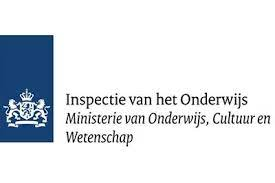 Inspectie van het Onderwijs
Ministerie van Onderwijs, Cultuur en
Wetenschap